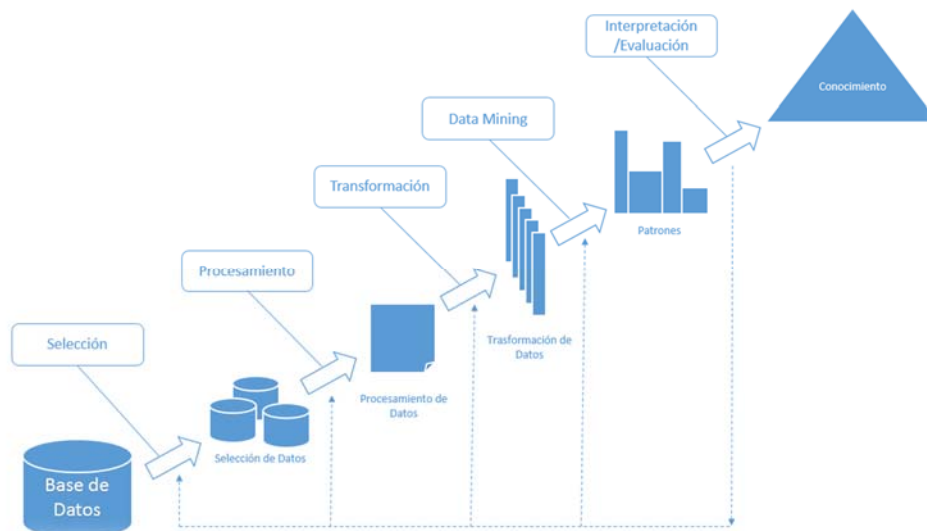 Interpretación
/Evaluación
Conocimiento
Data Mining
Patrones
Transformación
Trasformación de
Datos
Procesamiento
Procesamiento de
Datos
Selección
Selección de Datos
Base de
Datos